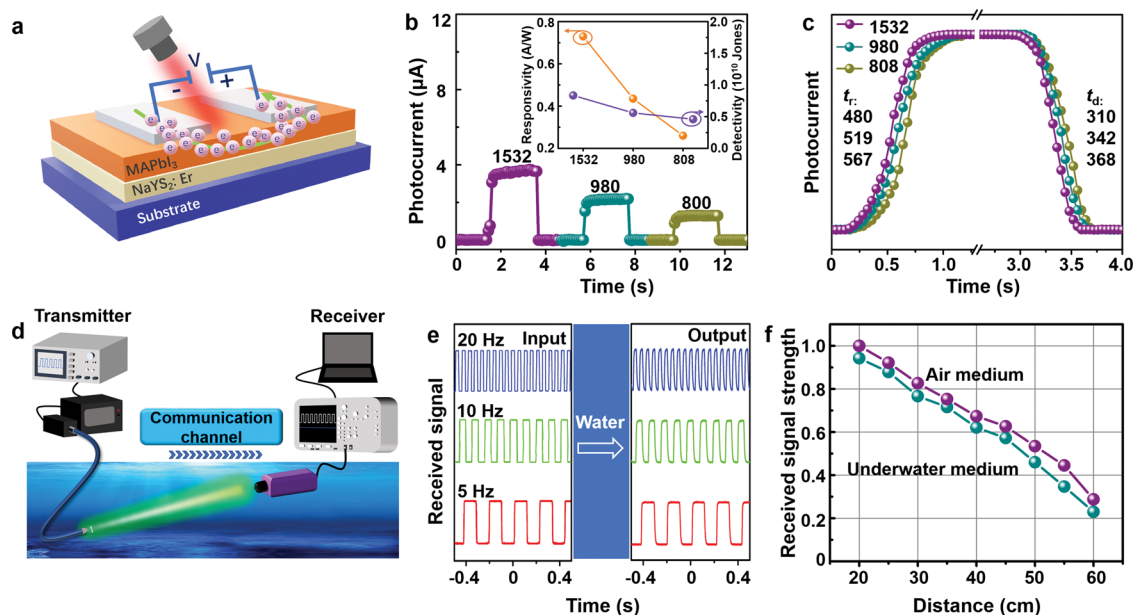 a
V
-
+
e⁻
MAPbI₃
NaYS₂: Er
Substrate
b
Photocurrent (μA)
16
12
8
4
0
0 2 4 6 8 10 12
Time (s)
1532
980
800
Responsivity (A/W)
0.8
0.6
0.4
0.2
1532 980 808
Detectivity (10¹⁰ Jones)
2.0
1.5
1.0
0.5
0.0
c
Photocurrent
1532
980
808
tr:
480
519
567
td:
310
342
368
0.0 0.5 1.0 3.0 3.5 4.0
Time (s)
d
Transmitter
Receiver
Communication
channel
e
Received signal
20 Hz Input
10 Hz
5 Hz
Water
Output
-0.4 0 0.4 -0.4 0 0.4
Time (s)
f
Received signal strength
1.0
0.8
0.6
0.4
0.2
0
Air medium
Underwater medium
20 30 40 50 60
Distance (cm)